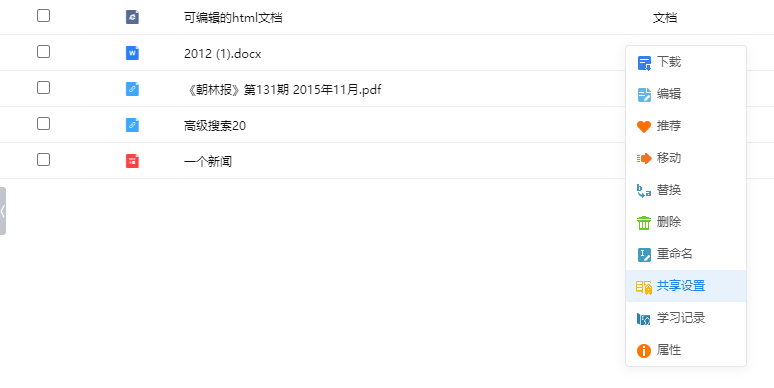 可编辑的html文档 文档
2012 (1).docx
《朝林报》第131期 2015年11月.pdf
高级搜索20
一个新闻
下载
编辑
推荐
移动
替换
删除
重命名
共享设置
学习记录
属性